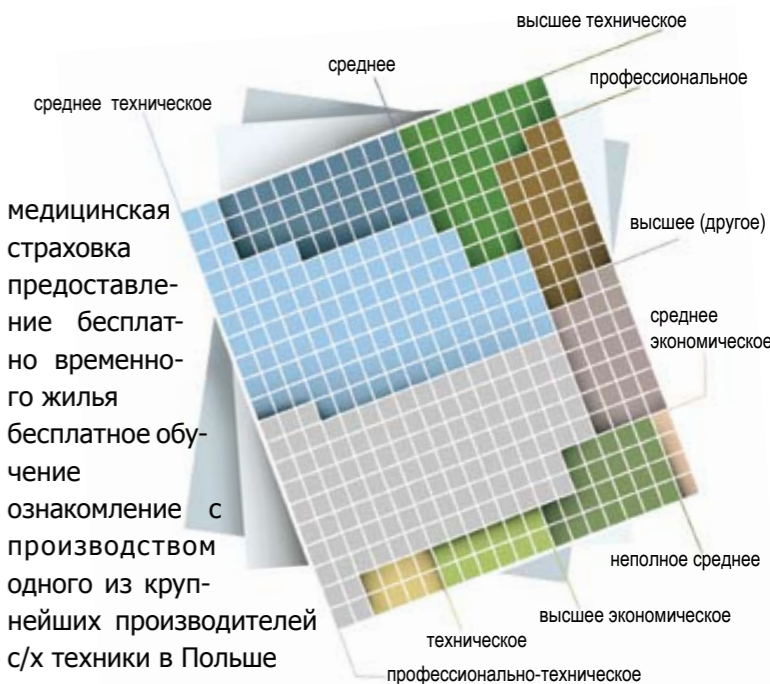 высшее техническое
среднее
профессиональное
среднее техническое
медицинская
страховка
предоставле-
ние бесплат-
но временно-
го жилья
бесплатное обу-
чение
ознакомление с
производством
одного из круп-
нейших производителей
с/х техники в Польше
высшее (другое)
среднее
экономическое
неполное среднее
высшее экономическое
техническое
профессионально-техническое